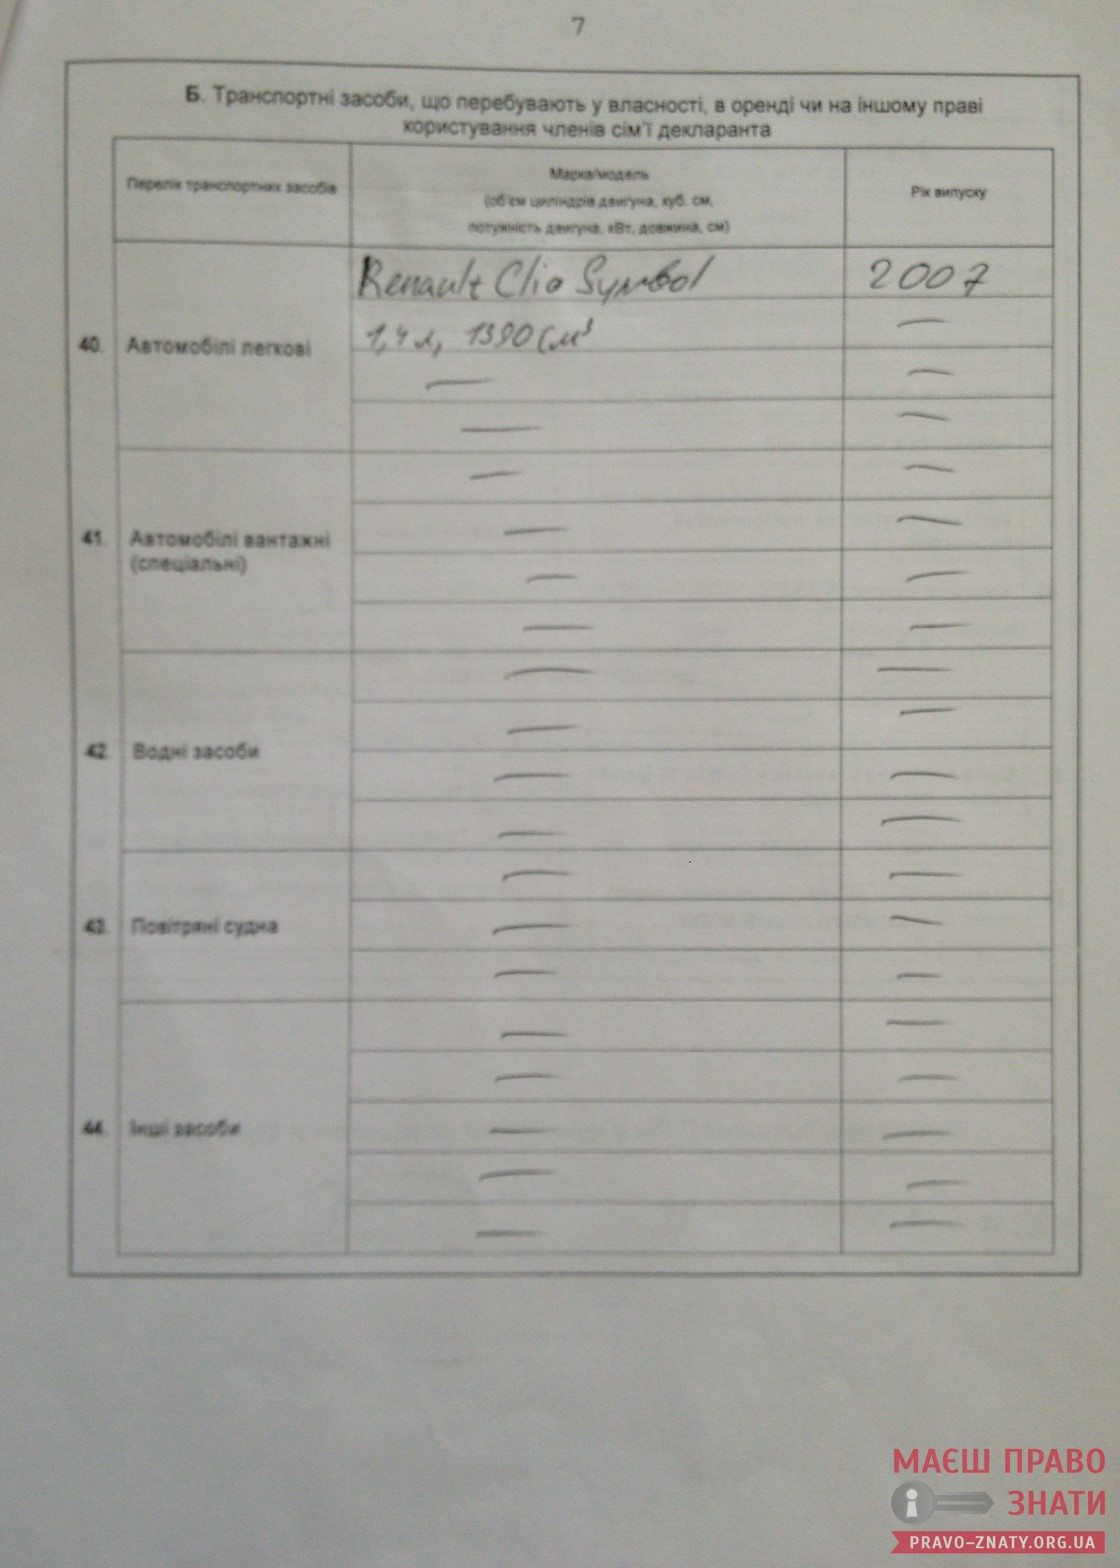 7
Б. Транспортні засоби, що перебувають у власності, в оренді чи на іншому праві
користування членів сім'ї декларанта
Перелік транспортних засобів
Марка/модель
(об'єм циліндрів двигуна, куб. см,
потужність двигуна, кВт, довжина, см)
Рік випуску
Renault Clio Symbol 2007
40. Автомобілі легкові
1,4 л, 1390 см³ —
— —
— —
— —
41. Автомобілі вантажні
(спеціальні)
— —
— —
— —
— —
42. Водні засоби
— —
— —
— —
— —
43. Повітряні судна
— —
— —
— —
44. Інші засоби
— —
— —
— —
— —
МАЄШ ПРАВО
ЗНАТИ
PRAVO-ZNATY.ORG.UA